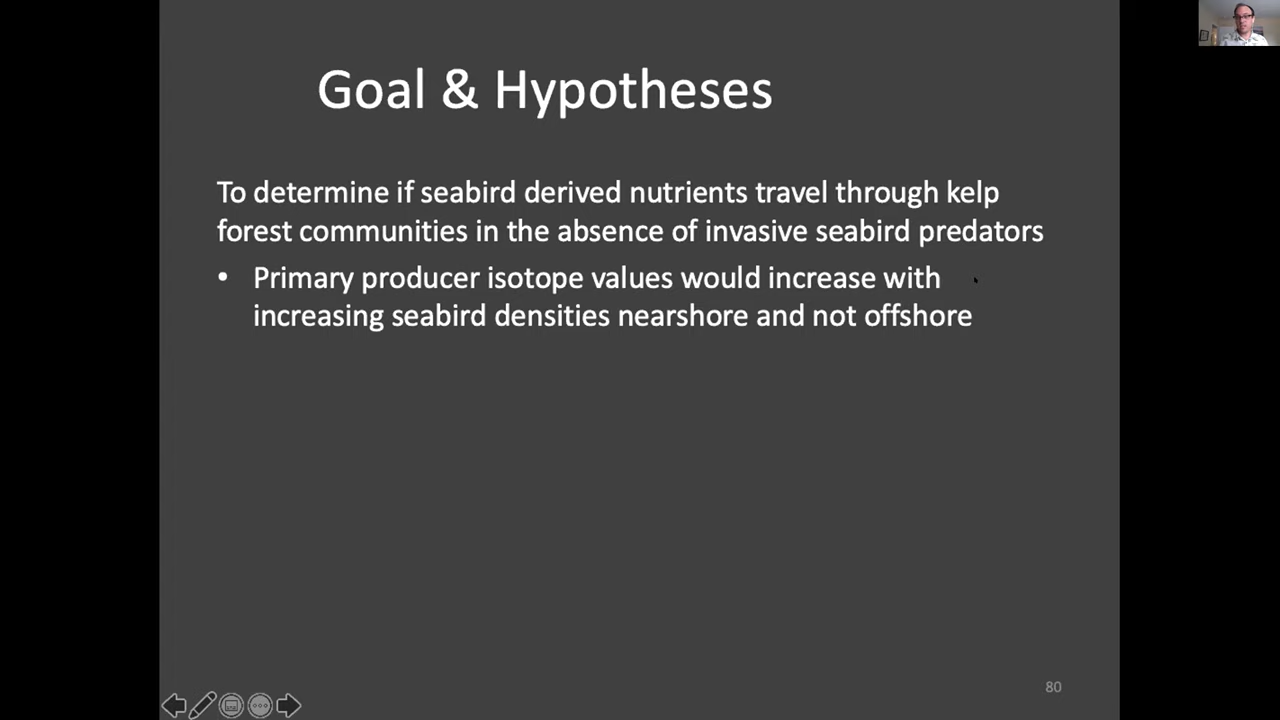 Goal & Hypotheses
To determine if seabird derived nutrients travel through kelp
forest communities in the absence of invasive seabird predators
• Primary producer isotope values would increase with
increasing seabird densities nearshore and not offshore
80